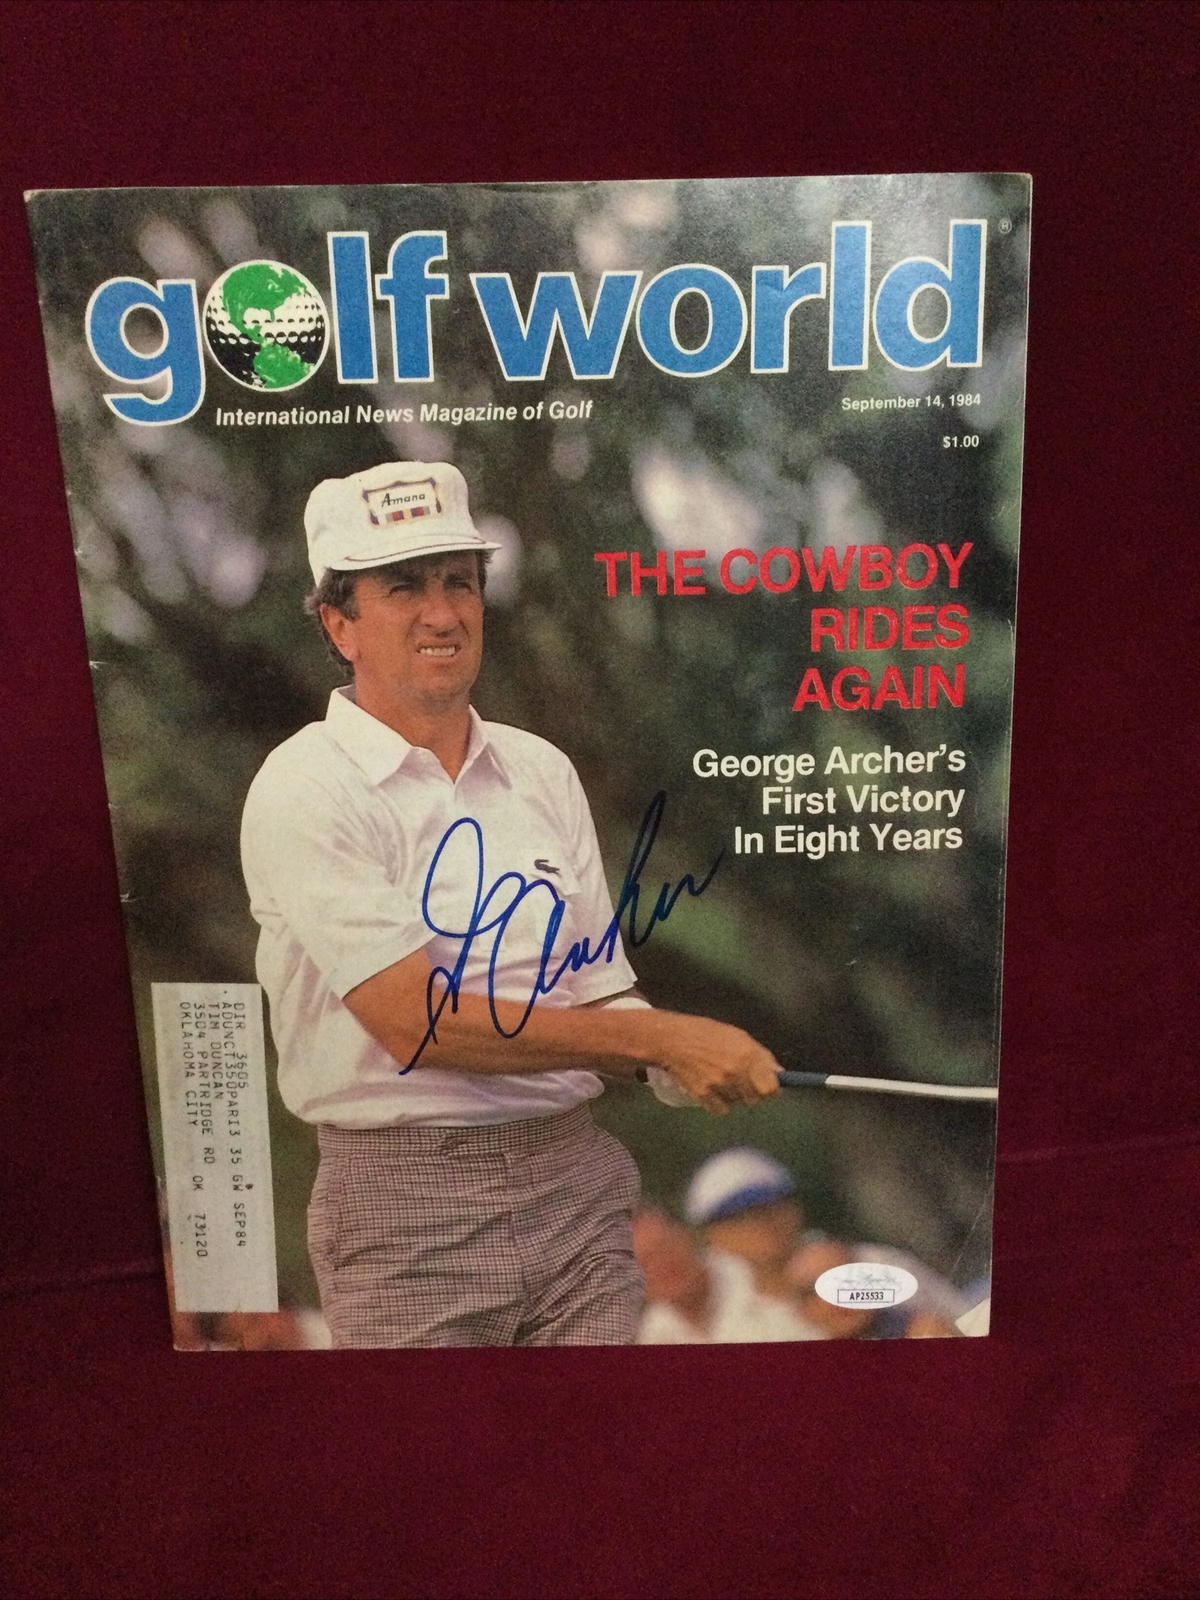 golf world ®
International News Magazine of Golf
September 14, 1984
$1.00
Amana
THE COWBOY
RIDES
AGAIN
George Archer's
First Victory
In Eight Years
DIR 3605
ADUNCT350PARI3 35 GW SEP84
TIM DUNCAN
3504 PARTRIDGE RD
OKLAHOMA CITY OK 73120
AP25533